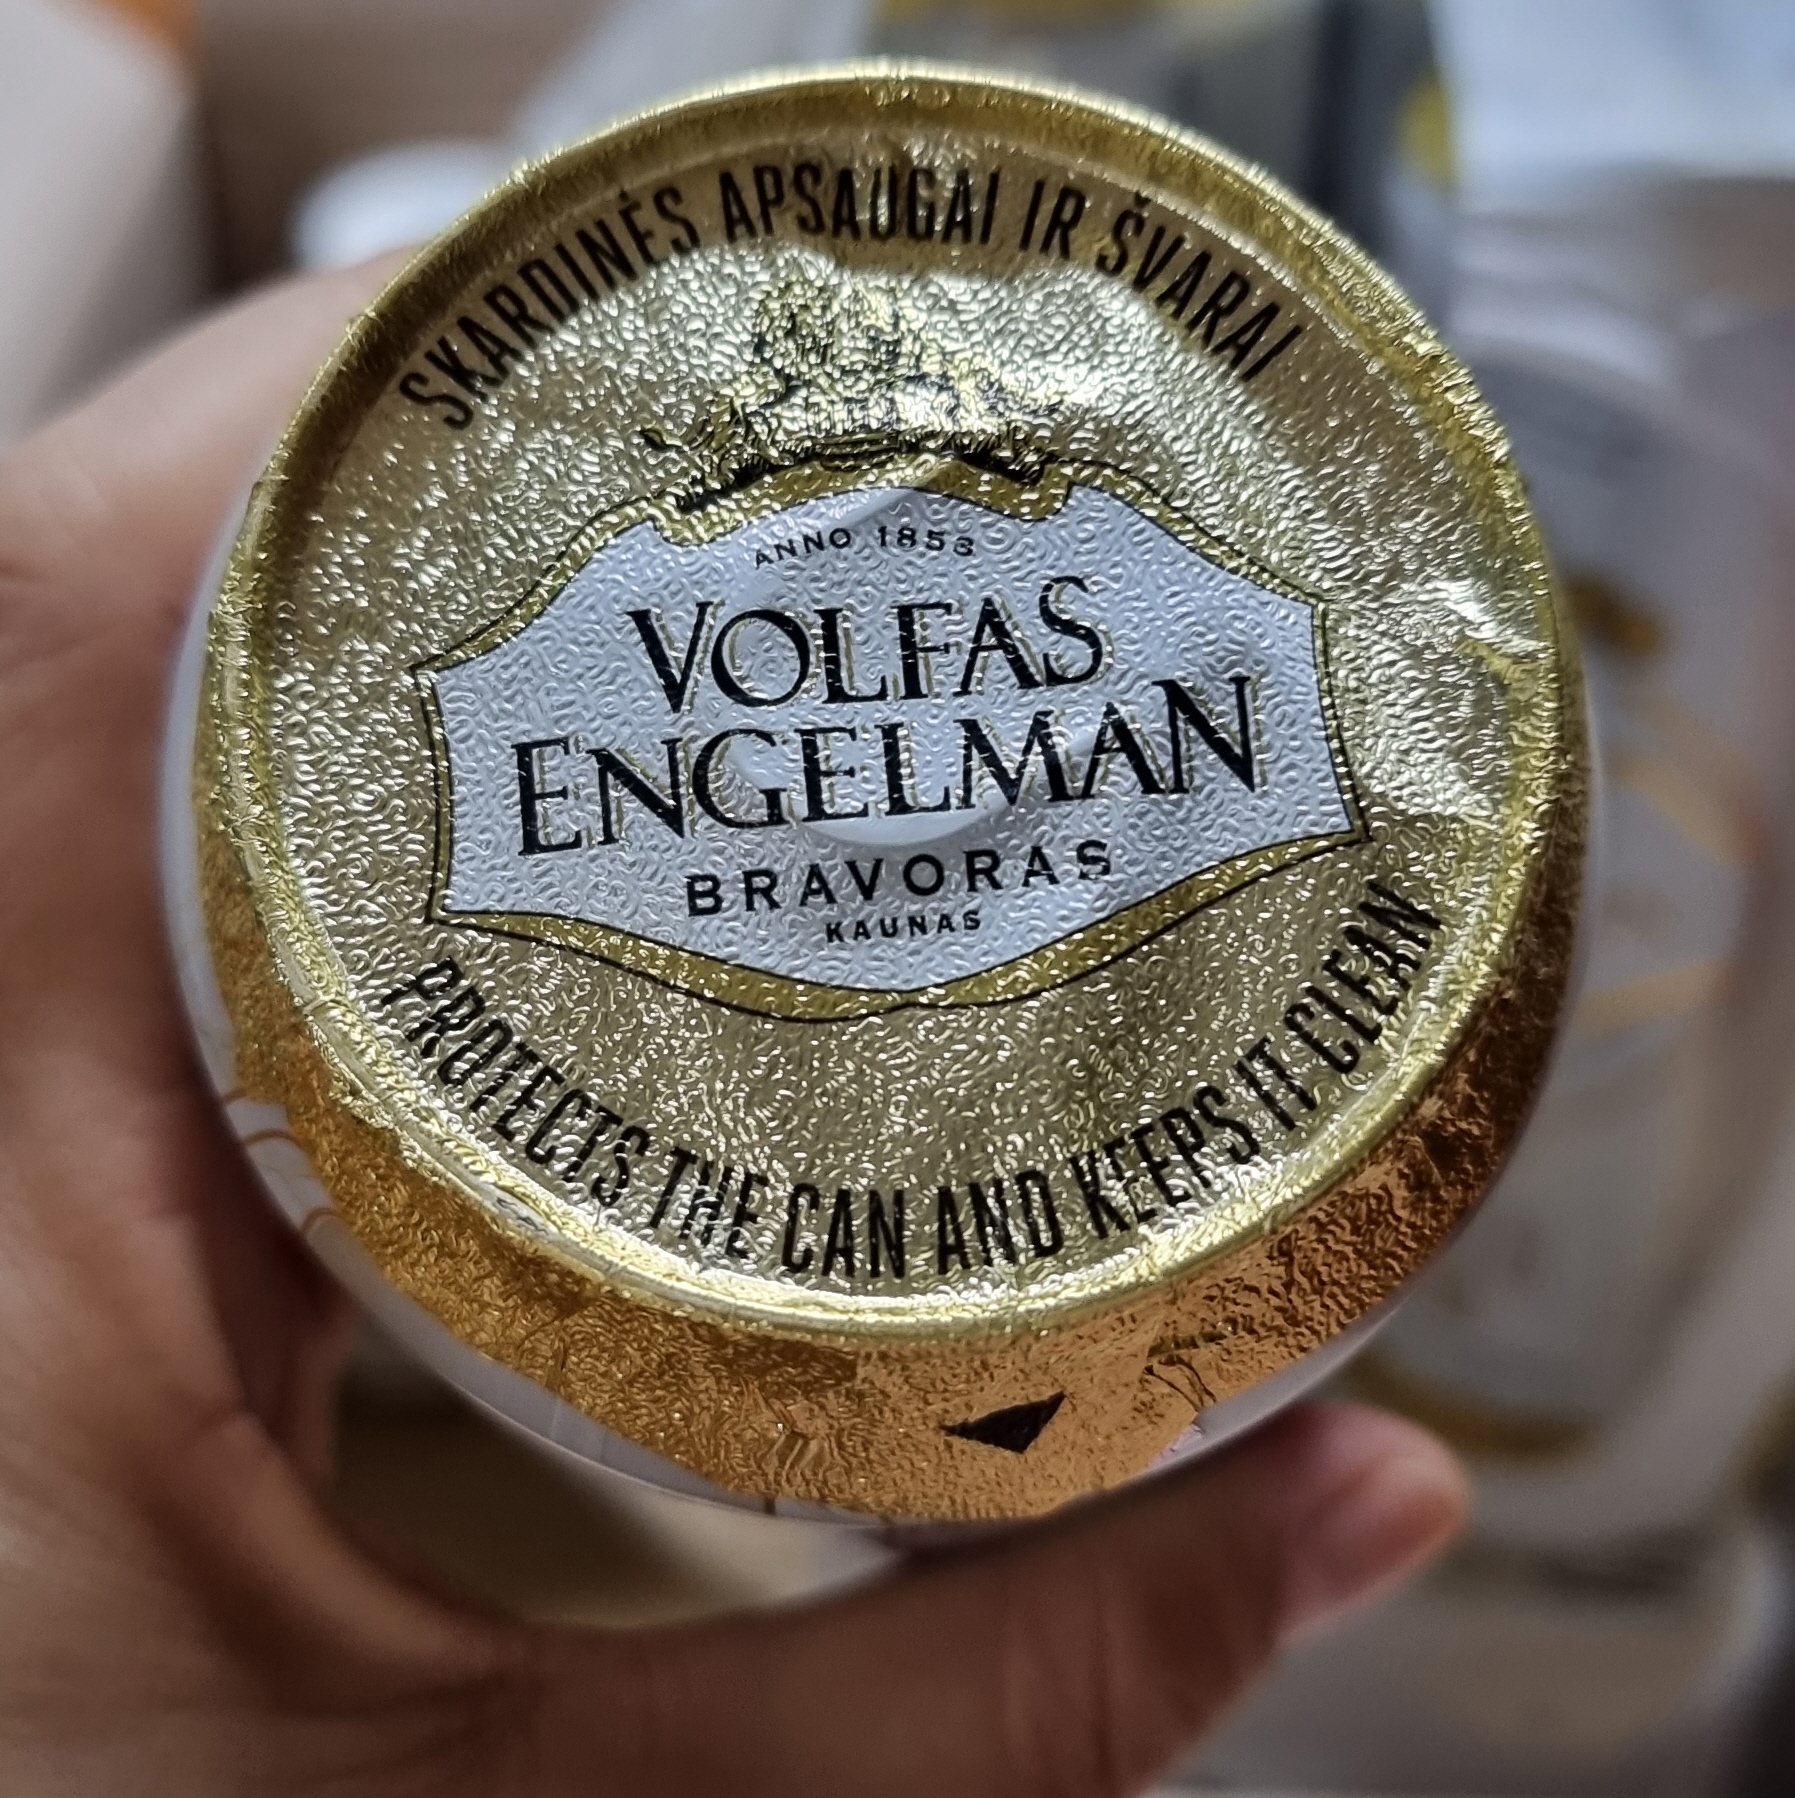 SKARDINĖS APSAUGAI IR ŠVARAI
ANNO 1853
VOLFAS
ENGELMAN
BRAVORAS
KAUNAS
PROTECTS THE CAN AND KEEPS IT CLEAN